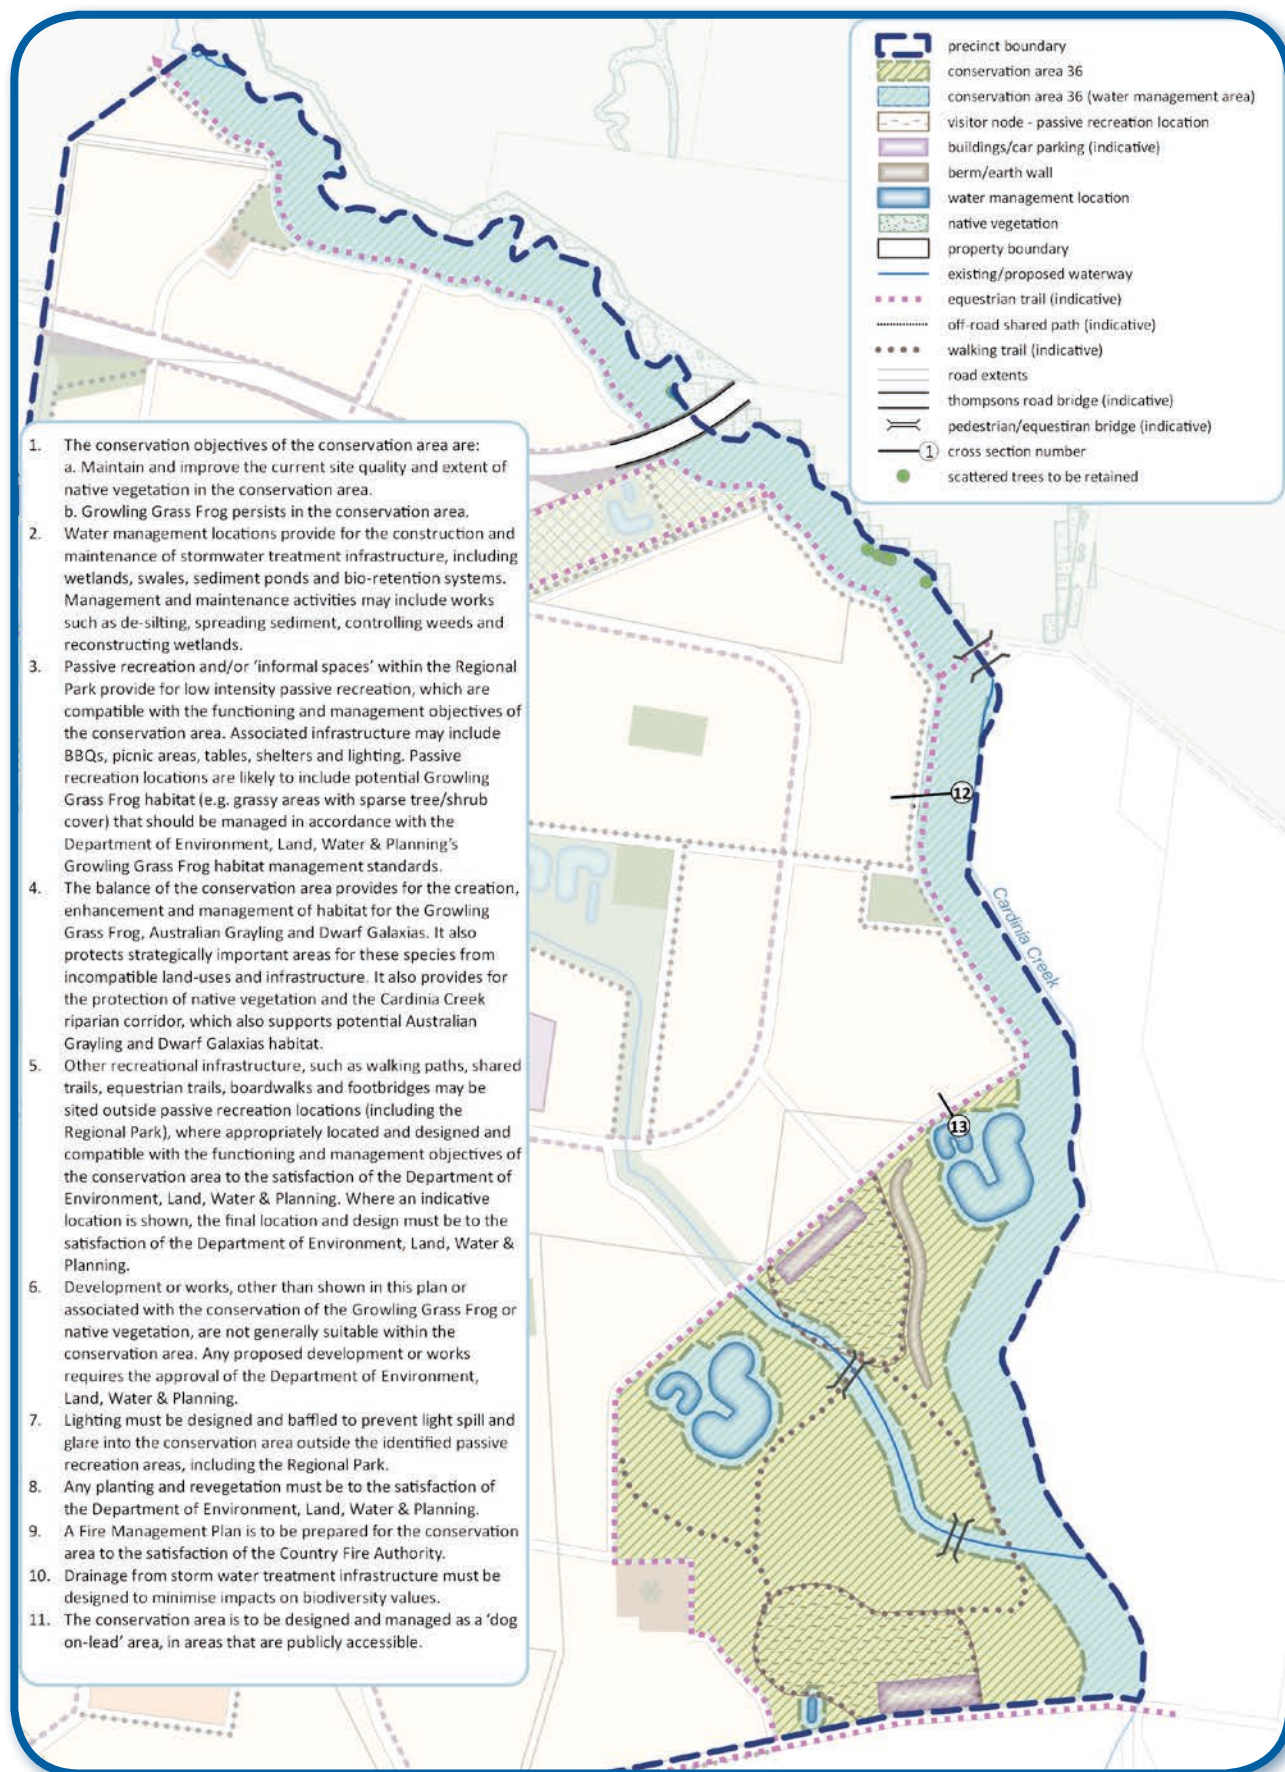 precinct boundary
conservation area 36
conservation area 36 (water management area)
visitor node - passive recreation location
buildings/car parking (indicative)
berm/earth wall
water management location
native vegetation
property boundary
existing/proposed waterway
equestrian trail (indicative)
off-road shared path (indicative)
walking trail (indicative)
road extents
thompsons road bridge (indicative)
pedestrian/equestiran bridge (indicative)
1 cross section number
scattered trees to be retained
1. The conservation objectives of the conservation area are:
a. Maintain and improve the current site quality and extent of
native vegetation in the conservation area.
b. Growling Grass Frog persists in the conservation area.
2. Water management locations provide for the construction and
maintenance of stormwater treatment infrastructure, including
wetlands, swales, sediment ponds and bio-retention systems.
Management and maintenance activities may include works
such as de-silting, spreading sediment, controlling weeds and
reconstructing wetlands.
3. Passive recreation and/or 'informal spaces' within the Regional
Park provide for low intensity passive recreation, which are
compatible with the functioning and management objectives of
the conservation area. Associated infrastructure may include
BBQs, picnic areas, tables, shelters and lighting. Passive
recreation locations are likely to include potential Growling
Grass Frog habitat (e.g. grassy areas with sparse tree/shrub
cover) that should be managed in accordance with the
Department of Environment, Land, Water & Planning's
Growling Grass Frog habitat management standards.
4. The balance of the conservation area provides for the creation,
enhancement and management of habitat for the Growling
Grass Frog, Australian Grayling and Dwarf Galaxias. It also
protects strategically important areas for these species from
incompatible land-uses and infrastructure. It also provides for
the protection of native vegetation and the Cardinia Creek
riparian corridor, which also supports potential Australian
Grayling and Dwarf Galaxias habitat.
5. Other recreational infrastructure, such as walking paths, shared
trails, equestrian trails, boardwalks and footbridges may be
sited outside passive recreation locations (including the
Regional Park), where appropriately located and designed and
compatible with the functioning and management objectives of
the conservation area to the satisfaction of the Department of
Environment, Land, Water & Planning. Where an indicative
location is shown, the final location and design must be to the
satisfaction of the Department of Environment, Land, Water &
Planning.
6. Development or works, other than shown in this plan or
associated with the conservation of the Growling Grass Frog or
native vegetation, are not generally suitable within the
conservation area. Any proposed development or works
requires the approval of the Department of Environment,
Land, Water & Planning.
7. Lighting must be designed and baffled to prevent light spill and
glare into the conservation area outside the identified passive
recreation areas, including the Regional Park.
8. Any planting and revegetation must be to the satisfaction of
the Department of Environment, Land, Water & Planning.
9. A Fire Management Plan is to be prepared for the conservation
area to the satisfaction of the Country Fire Authority.
10. Drainage from storm water treatment infrastructure must be
designed to minimise impacts on biodiversity values.
11. The conservation area is to be designed and managed as a 'dog
on-lead' area, in areas that are publicly accessible.
12
Cardinia Creek
13